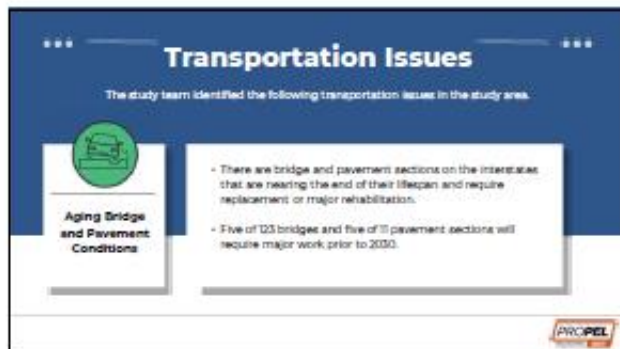 Transportation Issues
The study team identified the following transportation issues in the study area.
• There are bridge and pavement sections on the interstates
that are nearing the end of their lifespan and require
replacement or major rehabilitation.
• Five of 123 bridges and five of 11 pavement sections will
require major work prior to 2030.
Aging Bridge
and Pavement
Conditions
PROPEL